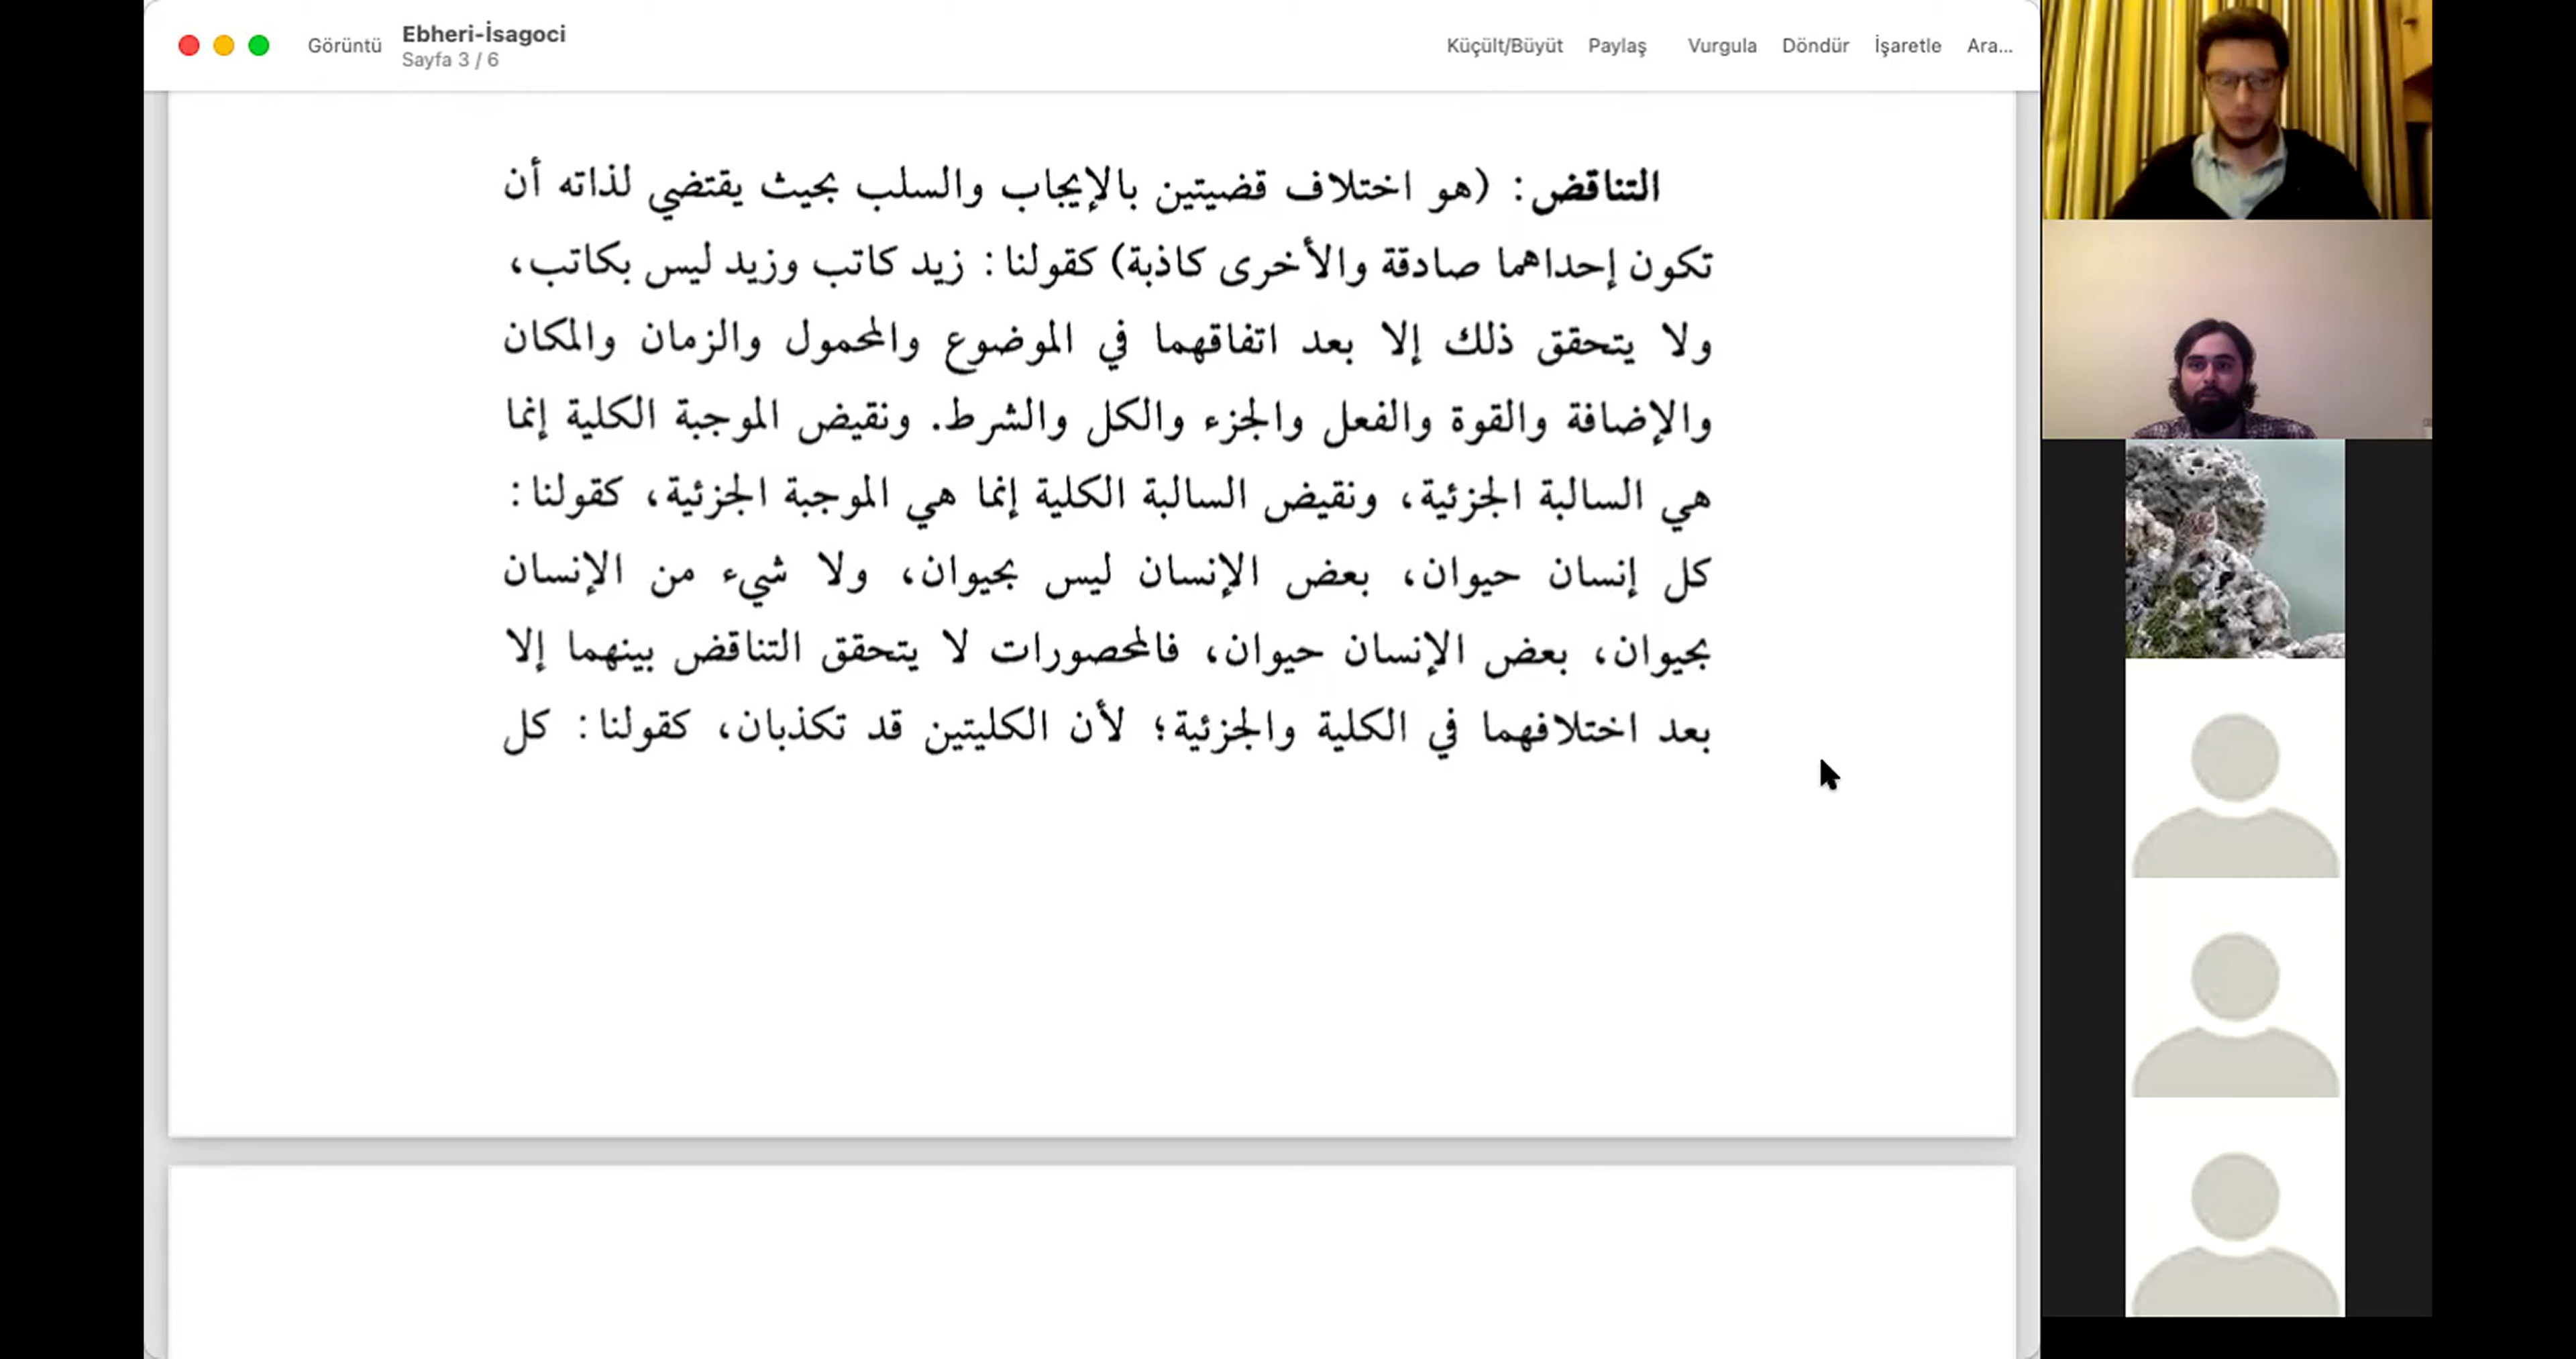 Görüntü
Ebheri-İsagoci
Sayfa 3 / 6
Küçült/Büyüt Paylaş Vurgula Döndür İşaretle Ara...
التناقض: (هو اختلاف قضيتين بالإيجاب والسلب بحيث يقتضي لذاته أن
تكون إحداهما صادقة والأخرى كاذبة) كقولنا: زيد كاتب وزيد ليس بكاتب،
ولا يتحقق ذلك إلا بعد اتفاقهما في الموضوع والمحمول والزمان والمكان
والإضافة والقوة والفعل والجزء والكل والشرط. ونقيض الموجبة الكلية إنما
هي السالبة الجزئية، ونقيض السالبة الكلية إنما هي الموجبة الجزئية، كقولنا:
كل إنسان حيوان، بعض الإنسان ليس بحيوان، ولا شيء من الإنسان
بحيوان، بعض الإنسان حيوان، فالمحصورات لا يتحقق التناقض بينهما إلا
بعد اختلافهما في الكلية والجزئية؛ لأن الكليتين قد تكذبان، كقولنا: كل